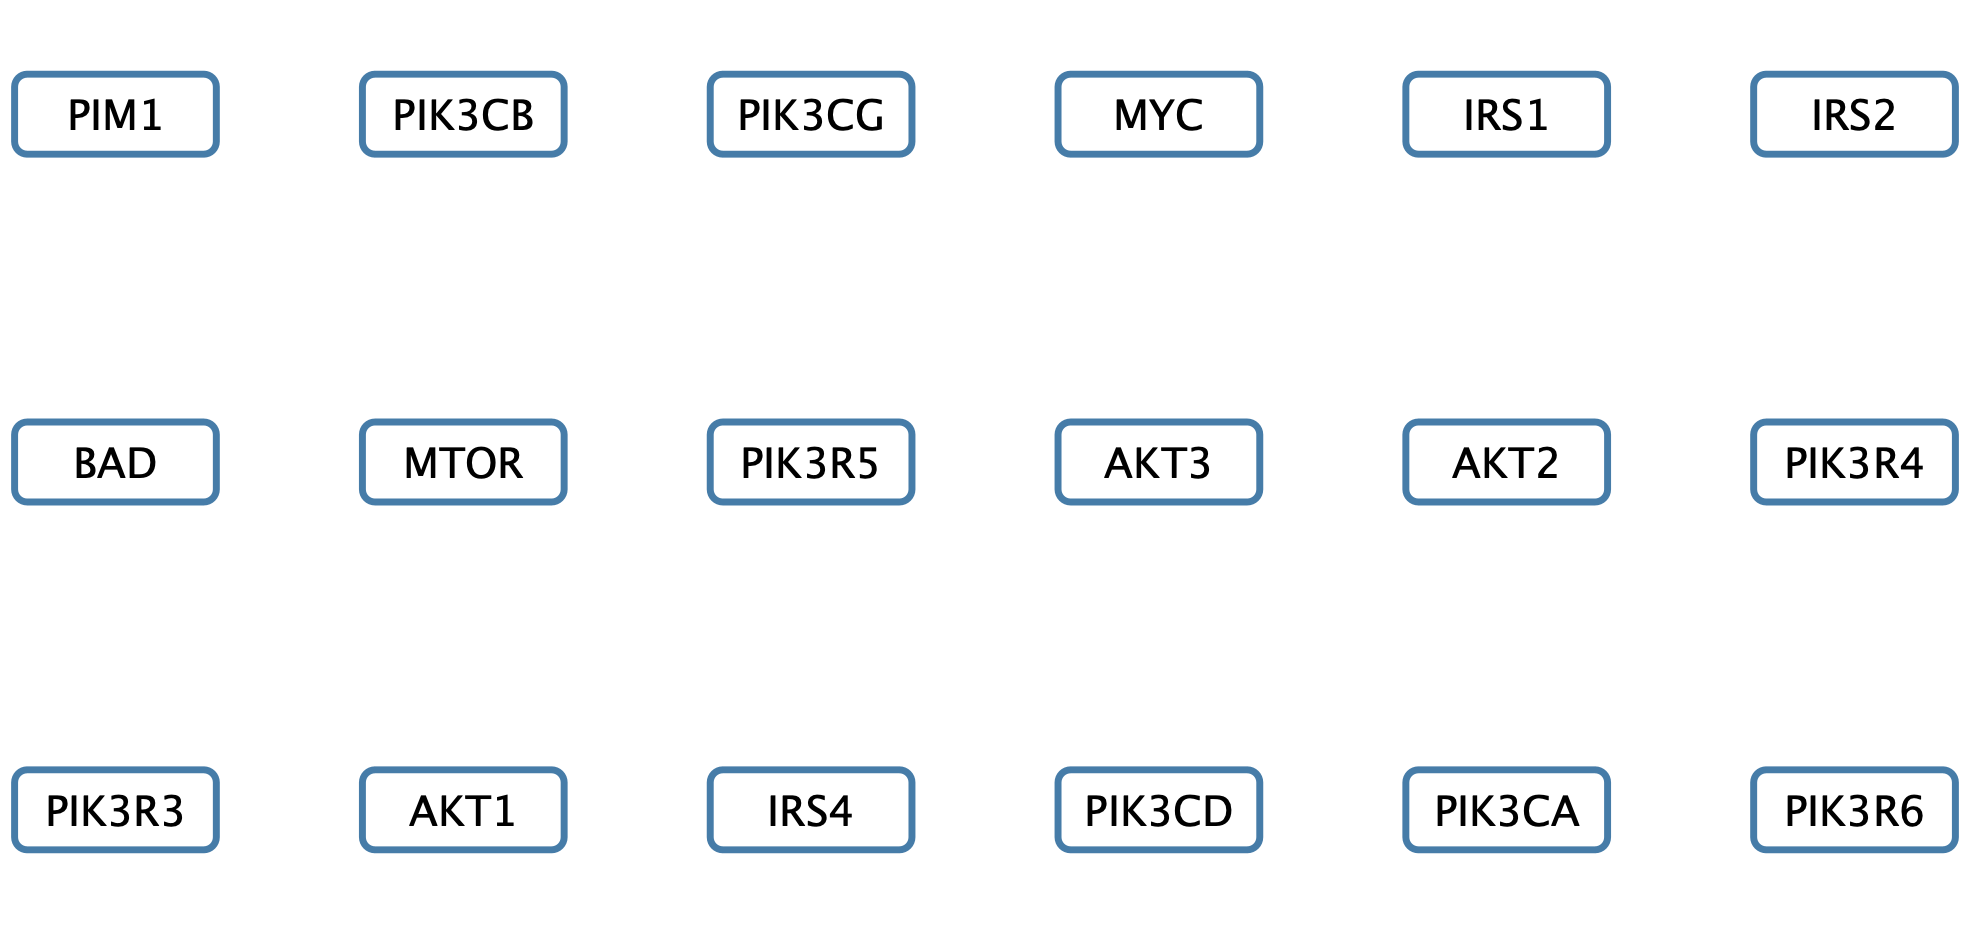 PIM1 PIK3CB PIK3CG MYC IRS1 IRS2
BAD MTOR PIK3R5 AKT3 AKT2 PIK3R4
PIK3R3 AKT1 IRS4 PIK3CD PIK3CA PIK3R6